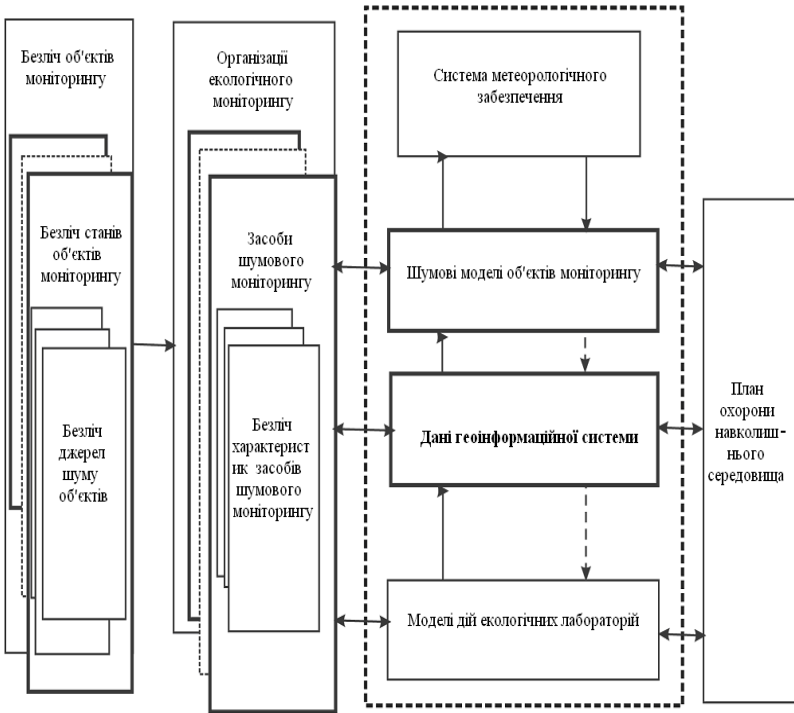 Безліч об'єктів
моніторингу
Безліч станів
об'єктів
моніторингу
Безліч
джерел
шуму
об'єктів
Організації
екологічного
моніторингу
Засоби
шумового
моніторингу
Безліч
характерист
ик засобів
шумового
моніторингу
Система метеорологічного
забезпечення
Шумові моделі об'єктів моніторингу
Дані геоінформаційної системи
Моделі дій екологічних лабораторій
План
охорони
навколиш-
нього
середовища